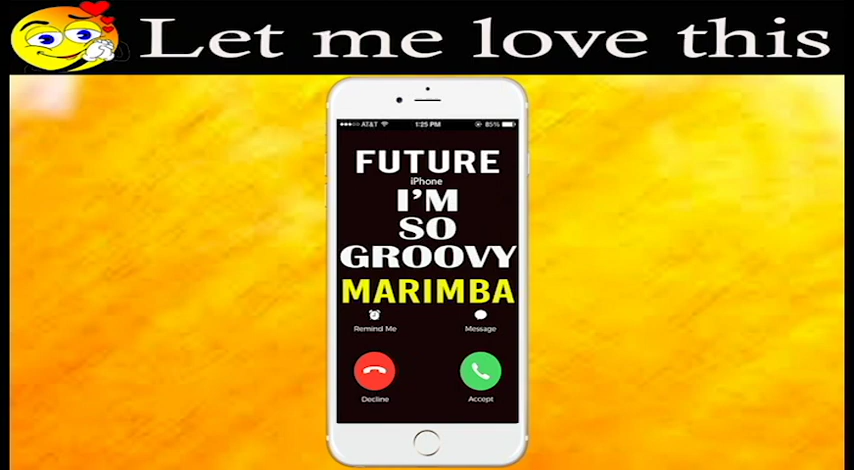 Let me love this
●●●○○ AT&T 1:25 PM 85%
FUTURE
iPhone
I'M
SO
GROOVY
MARIMBA
Remind Me Message
Decline Accept